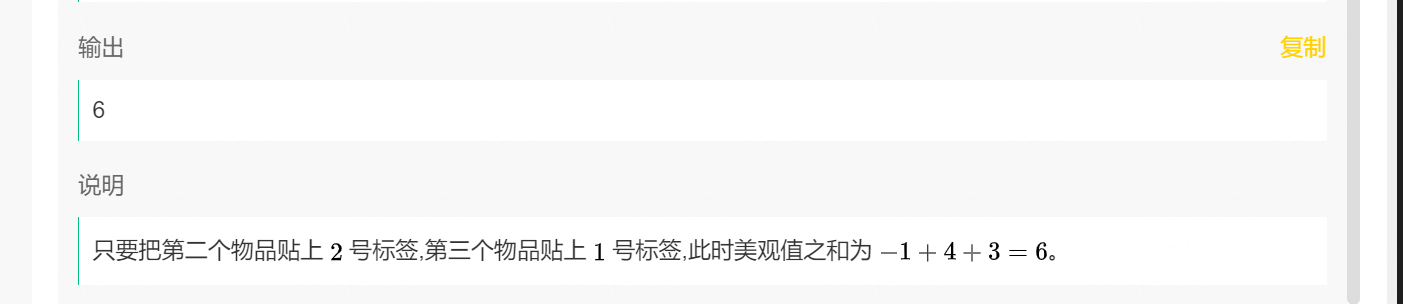 输出 复制
6
说明
只要把第二个物品贴上 2 号标签,第三个物品贴上 1 号标签,此时美观值之和为 −1 + 4 + 3 = 6。